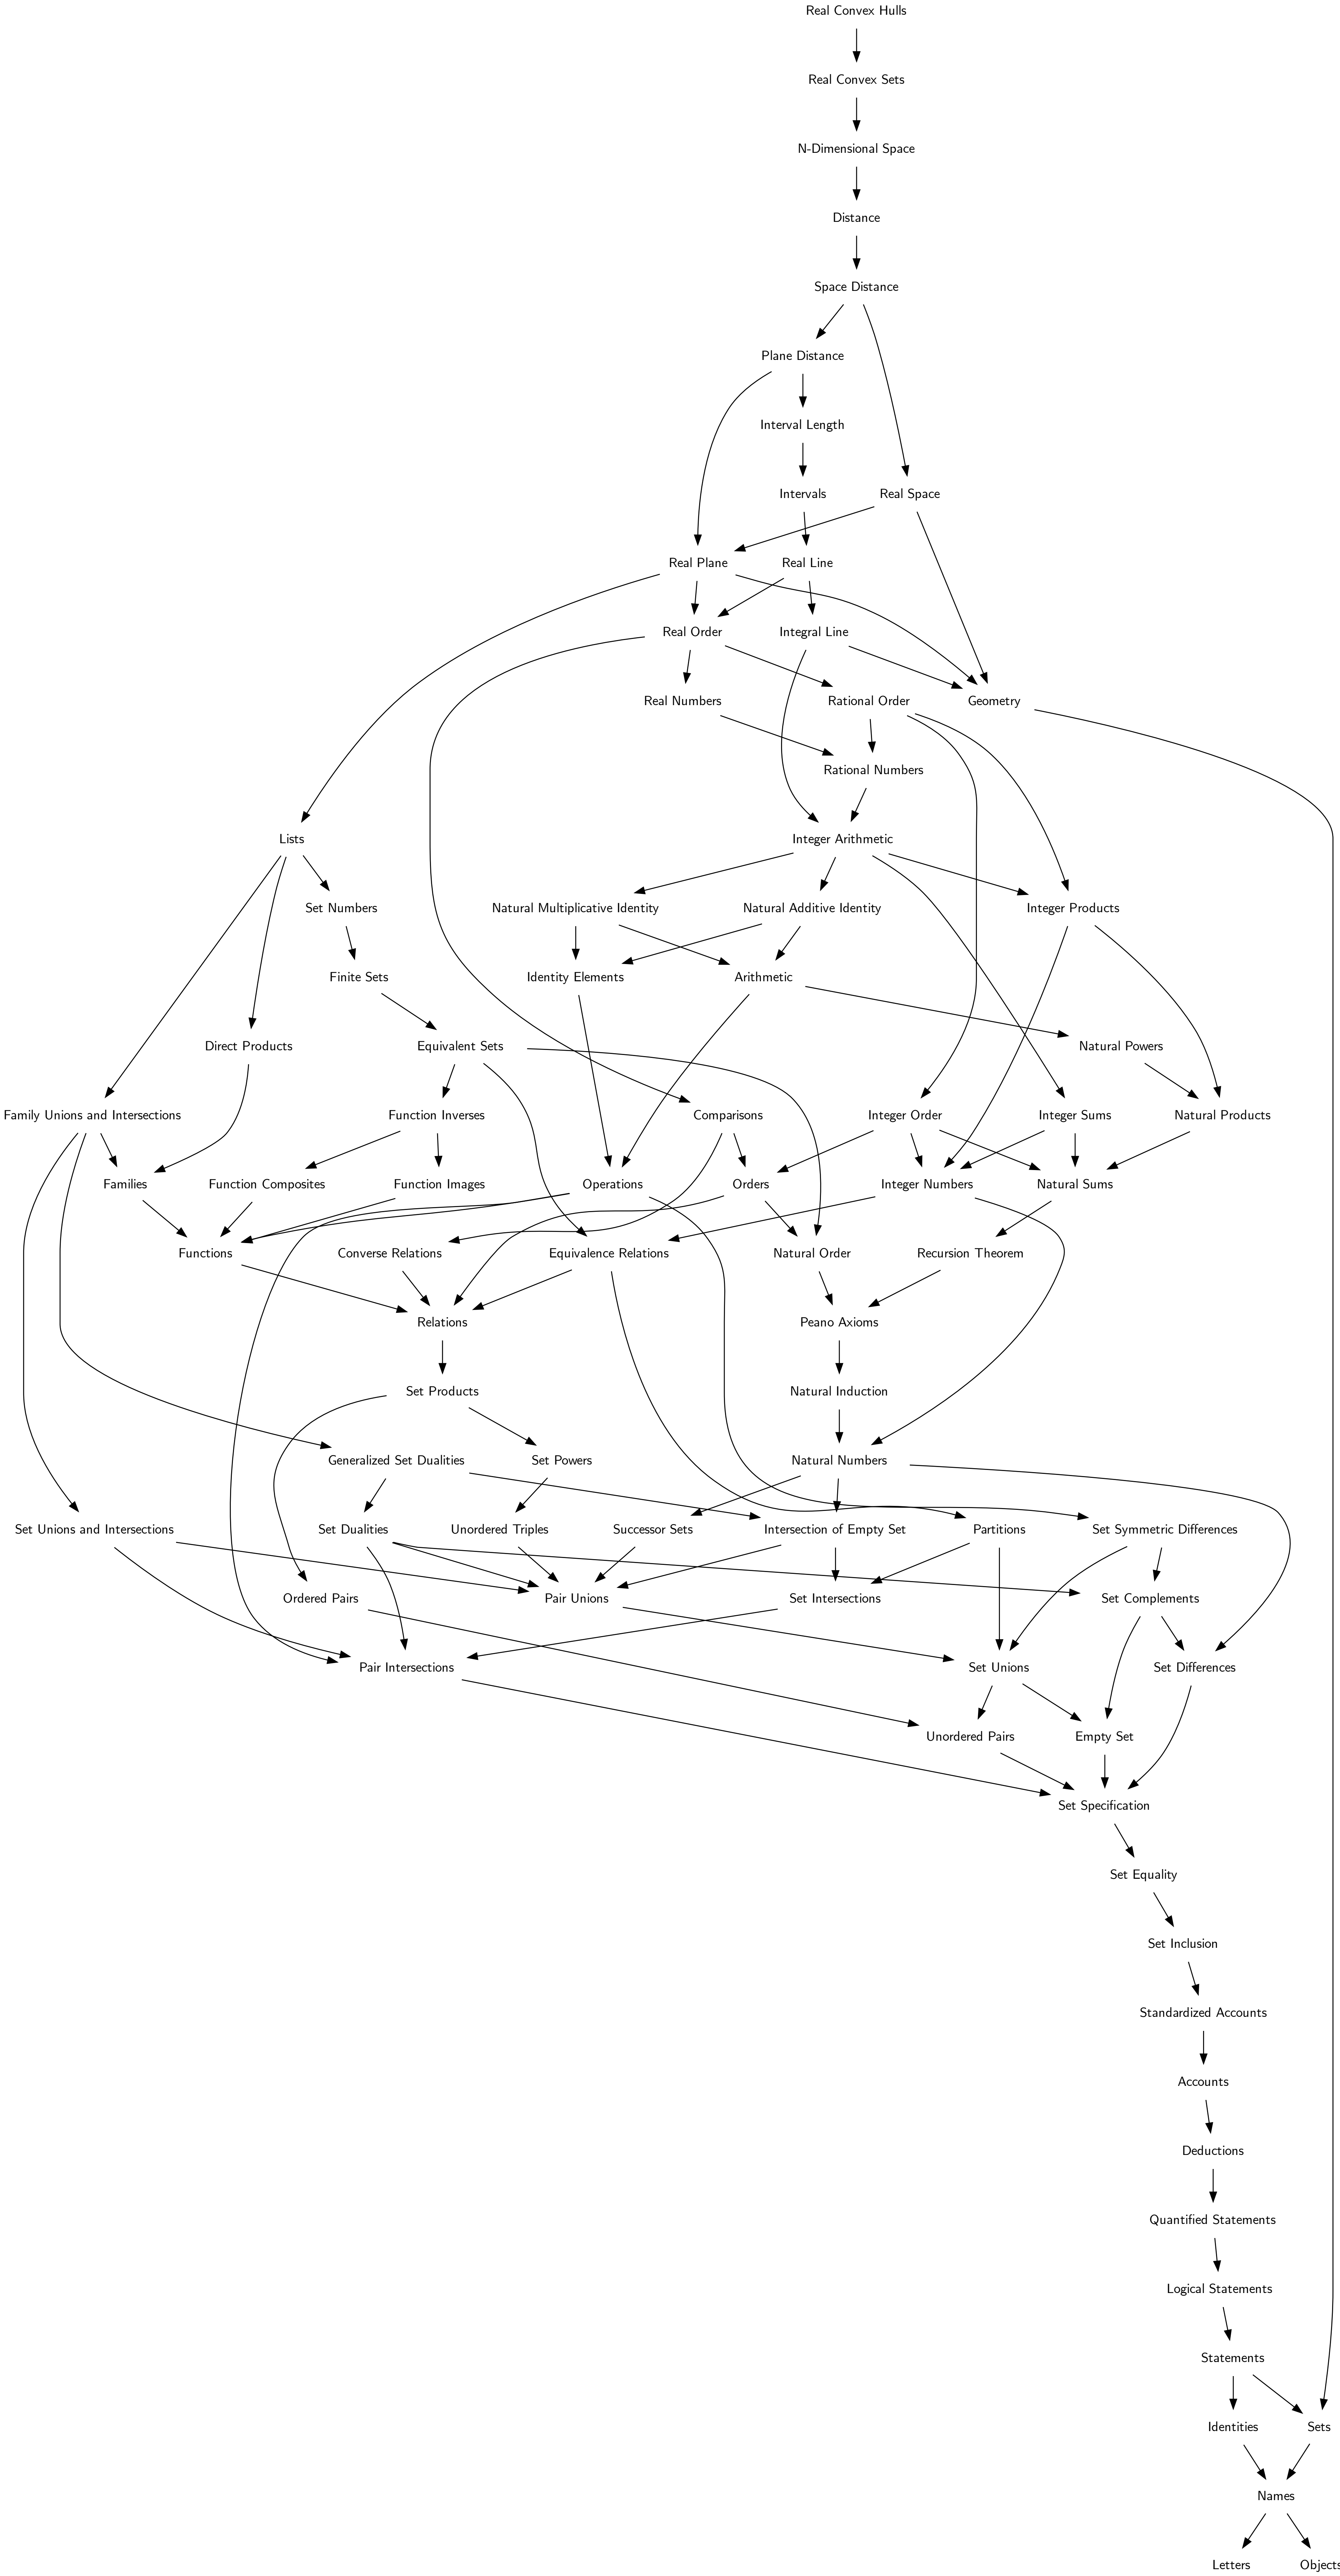 Real Convex Hulls
Real Convex Sets
N-Dimensional Space
Distance
Space Distance
Plane Distance
Interval Length
Intervals
Real Space
Real Plane
Real Line
Real Order
Integral Line
Real Numbers
Rational Order
Geometry
Rational Numbers
Lists
Integer Arithmetic
Set Numbers
Natural Multiplicative Identity
Natural Additive Identity
Integer Products
Finite Sets
Identity Elements
Arithmetic
Direct Products
Equivalent Sets
Natural Powers
Family Unions and Intersections
Function Inverses
Comparisons
Integer Order
Integer Sums
Natural Products
Families
Function Composites
Function Images
Operations
Orders
Integer Numbers
Natural Sums
Functions
Converse Relations
Equivalence Relations
Natural Order
Recursion Theorem
Relations
Peano Axioms
Set Products
Natural Induction
Generalized Set Dualities
Set Powers
Natural Numbers
Set Unions and Intersections
Set Dualities
Unordered Triples
Successor Sets
Intersection of Empty Set
Partitions
Set Symmetric Differences
Ordered Pairs
Pair Unions
Set Intersections
Set Complements
Pair Intersections
Set Unions
Set Differences
Unordered Pairs
Empty Set
Set Specification
Set Equality
Set Inclusion
Standardized Accounts
Accounts
Deductions
Quantified Statements
Logical Statements
Statements
Identities
Sets
Names
Letters
Objects